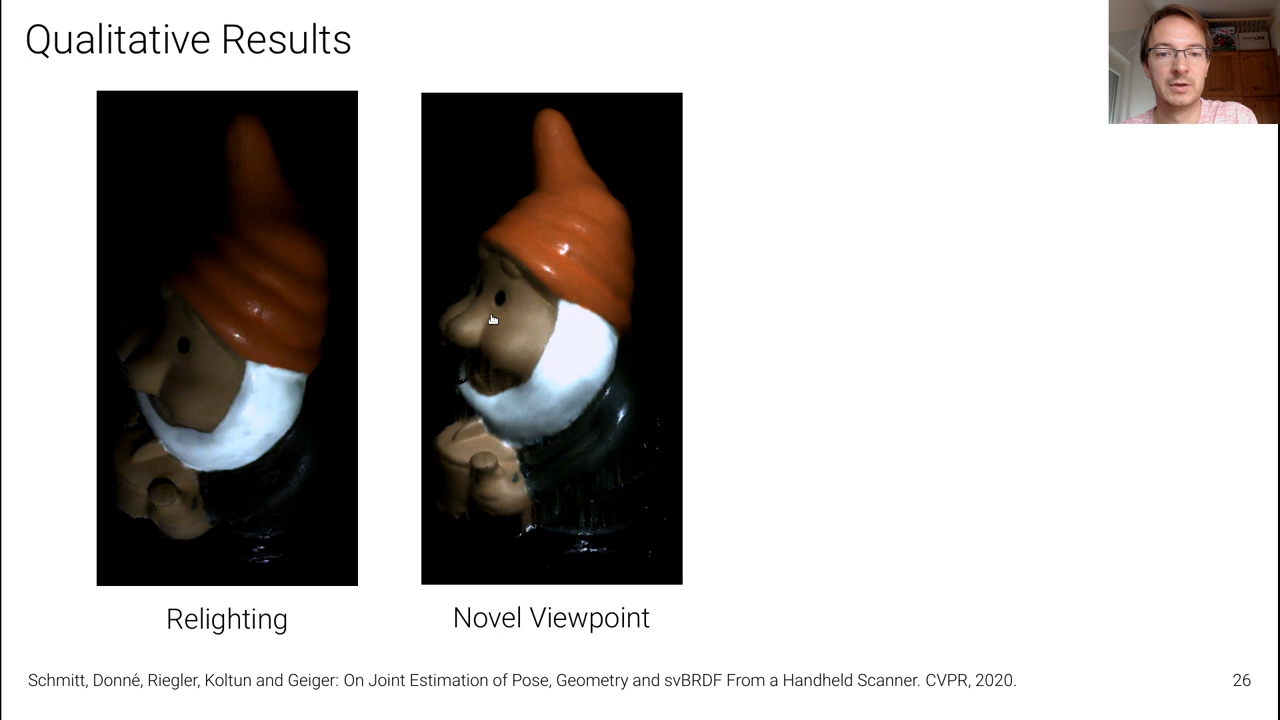 Qualitative Results
Relighting
Novel Viewpoint
Schmitt, Donné, Riegler, Koltun and Geiger: On Joint Estimation of Pose, Geometry and svBRDF From a Handheld Scanner. CVPR, 2020.
26